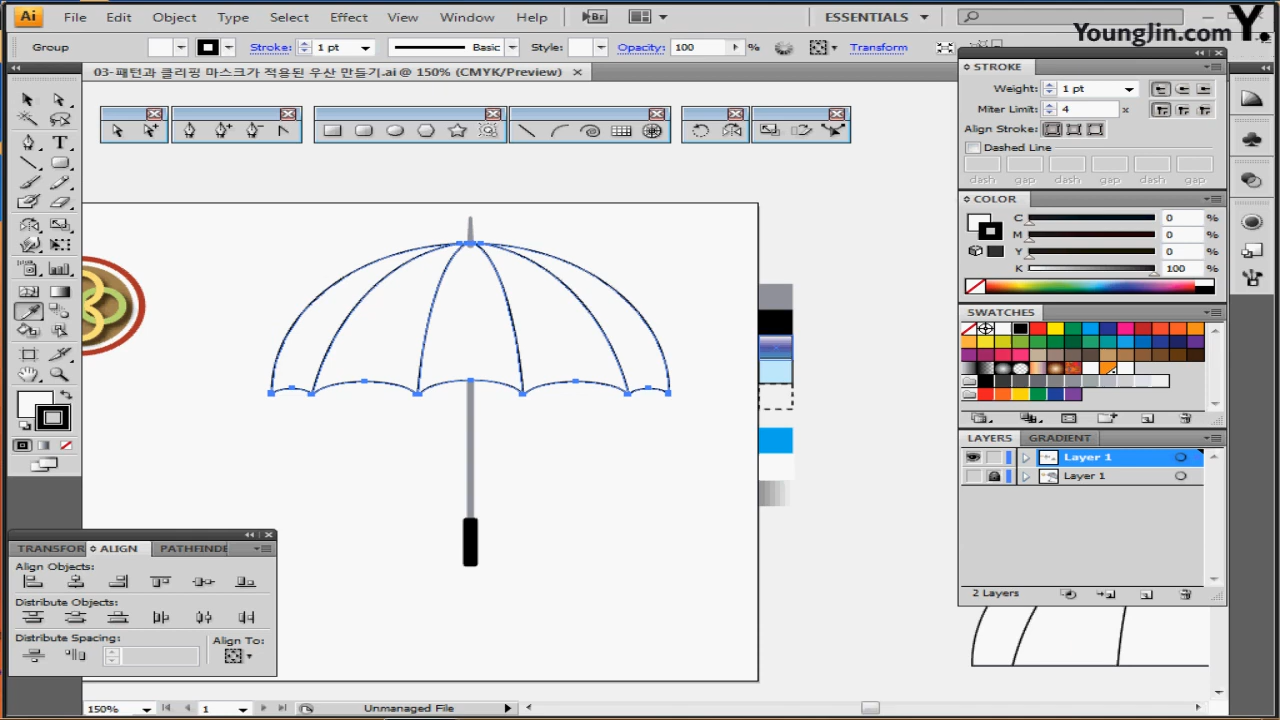 Ai File Edit Object Type Select Effect View Window Help Br ESSENTIALS
YoungJin.com Y.
Group Stroke: 1 pt Basic Style: Opacity: 100 % Transform
03-패턴과 클리핑 마스크가 적용된 우산 만들기.ai @ 150% (CMYK/Preview)
STROKE
Weight: 1 pt
Miter Limit: 4 x
Align Stroke:
Dashed Line
dash gap dash gap dash gap
COLOR
C 0 %
M 0 %
Y 0 %
K 100 %
SWATCHES
LAYERS GRADIENT
Layer 1
Layer 1
2 Layers
TRANSFOR ALIGN PATHFINDE
Align Objects:
Distribute Objects:
Distribute Spacing: Align To:
150% 1 Unmanaged File